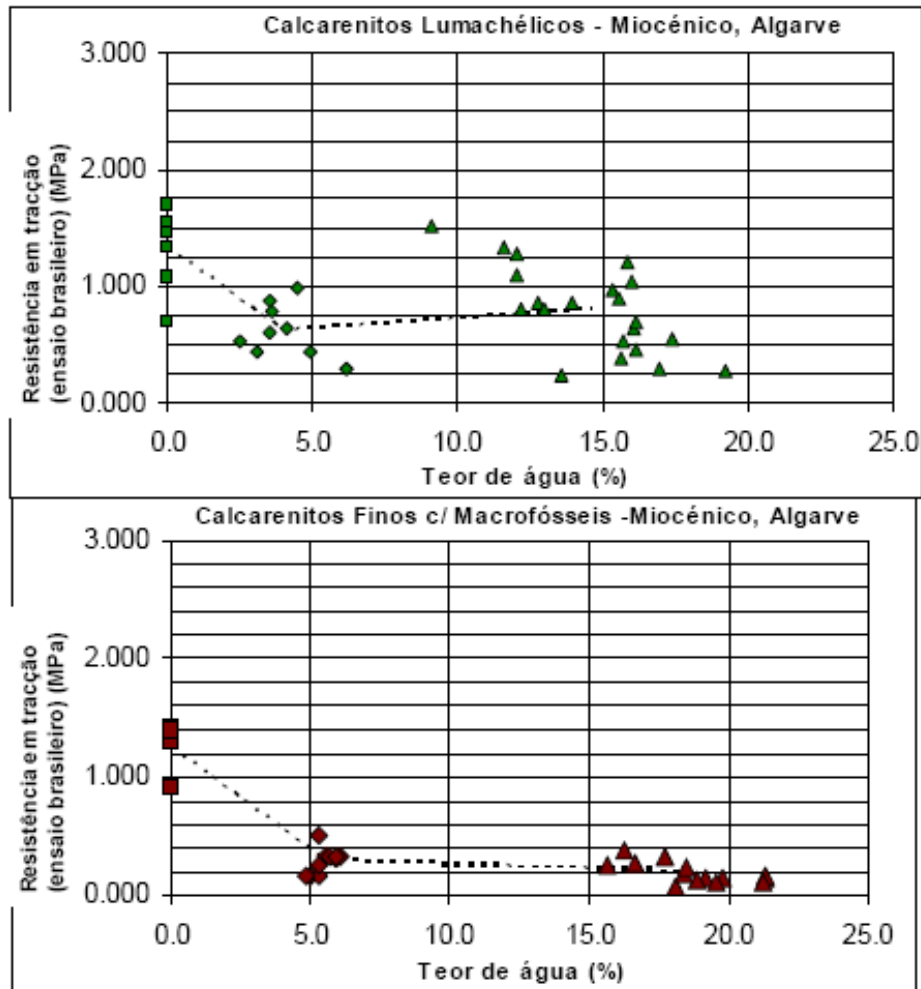 Calcarenitos Lumachélicos - Miocénico, Algarve
Resistência em tracção
(ensaio brasileiro) (MPa)
3.000
2.000
1.000
0.000
0.0 5.0 10.0 15.0 20.0 25.0
Teor de água (%)
Calcarenitos Finos c/ Macrofósseis -Miocénico, Algarve
Resistência em tracção
(ensaio brasileiro) (MPa)
3.000
2.000
1.000
0.000
0.0 5.0 10.0 15.0 20.0 25.0
Teor de água (%)